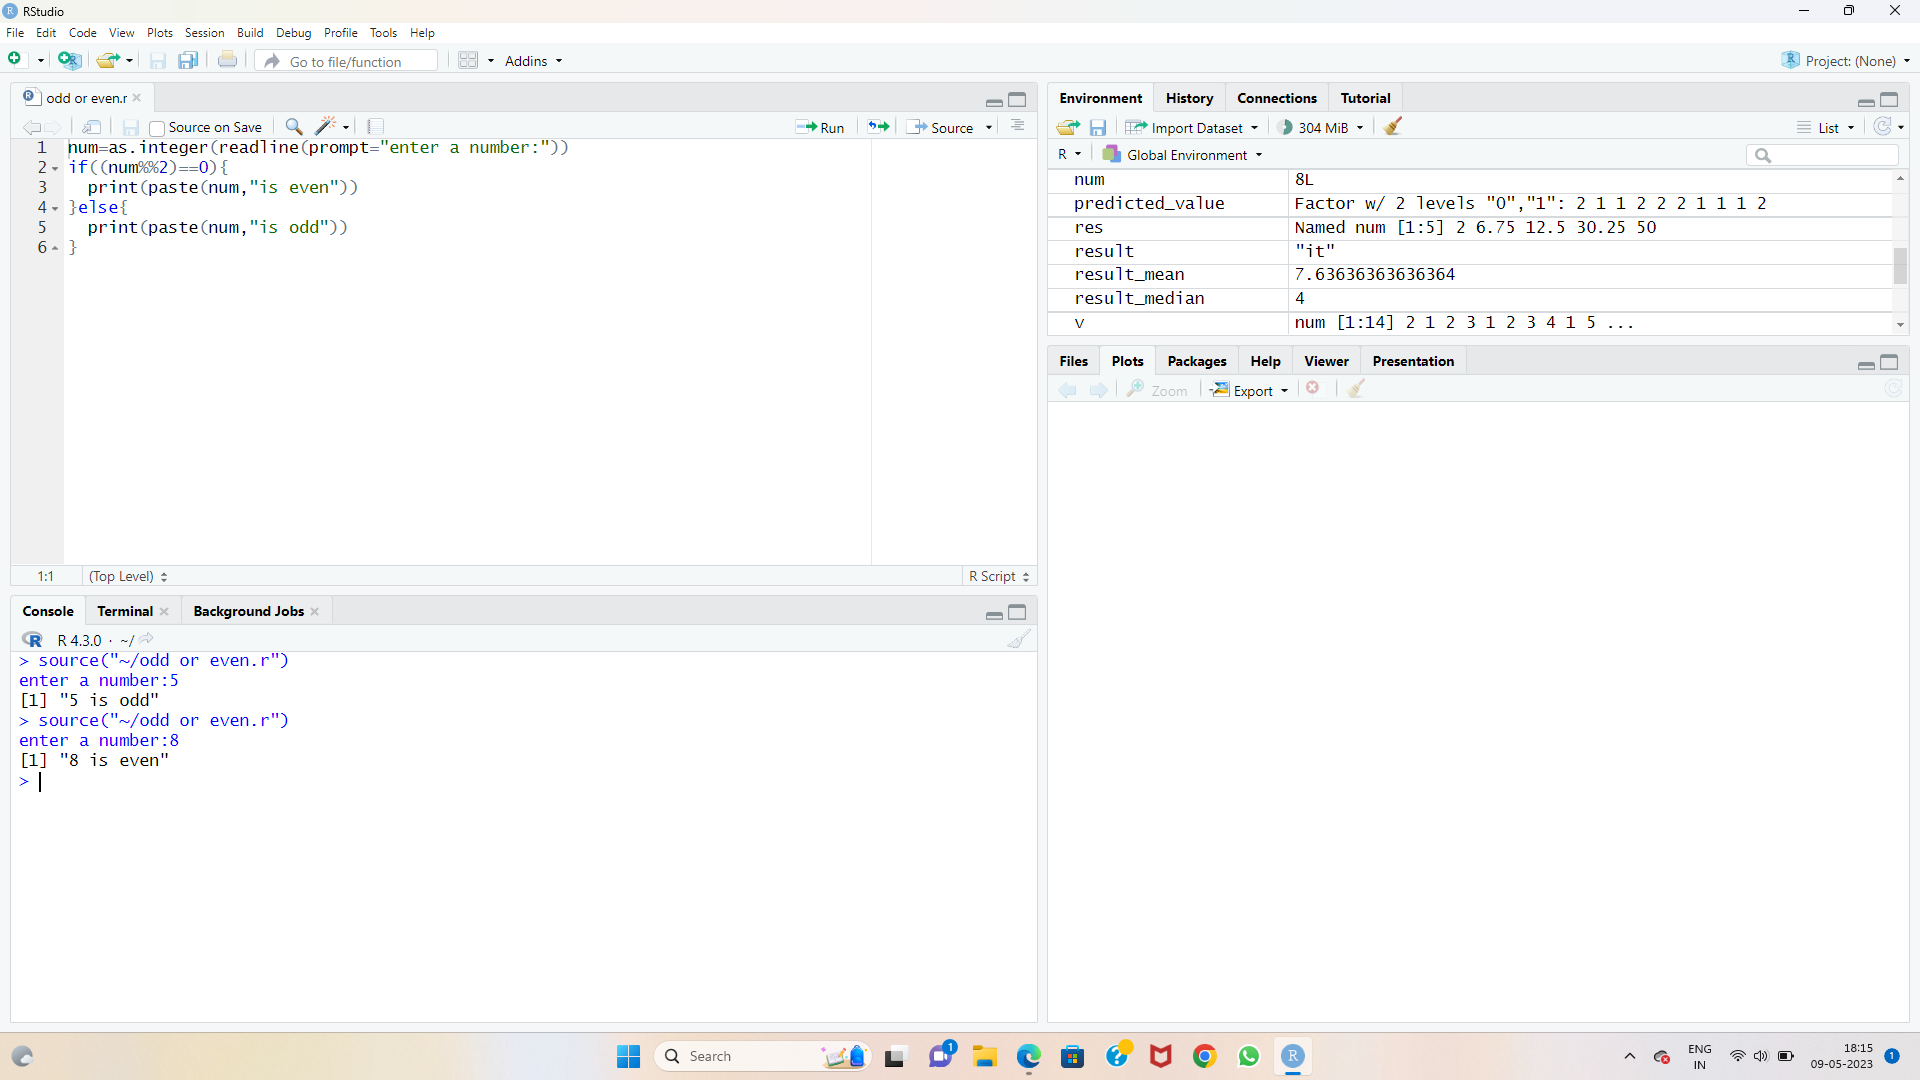 RStudio
File Edit Code View Plots Session Build Debug Profile Tools Help
Go to file/function Addins Project: (None)
odd or even.r
Source on Save Run Source
1 num=as.integer(readline(prompt="enter a number:"))
2 if((num%%2)==0){
3 print(paste(num,"is even"))
4 }else{
5 print(paste(num,"is odd"))
6 }
1:1 (Top Level) R Script
Console Terminal Background Jobs
R 4.3.0 · ~/
> source("~/odd or even.r")
enter a number:5
[1] "5 is odd"
> source("~/odd or even.r")
enter a number:8
[1] "8 is even"
>
Environment History Connections Tutorial
Import Dataset 304 MiB List
R Global Environment
num 8L
predicted_value Factor w/ 2 levels "0","1": 2 1 1 2 2 2 1 1 1 2
res Named num [1:5] 2 6.75 12.5 30.25 50
result "it"
result_mean 7.63636363636364
result_median 4
v num [1:14] 2 1 2 3 1 2 3 4 1 5 ...
Files Plots Packages Help Viewer Presentation
Zoom Export
Search
1
R
ENG
IN
18:15
09-05-2023
1